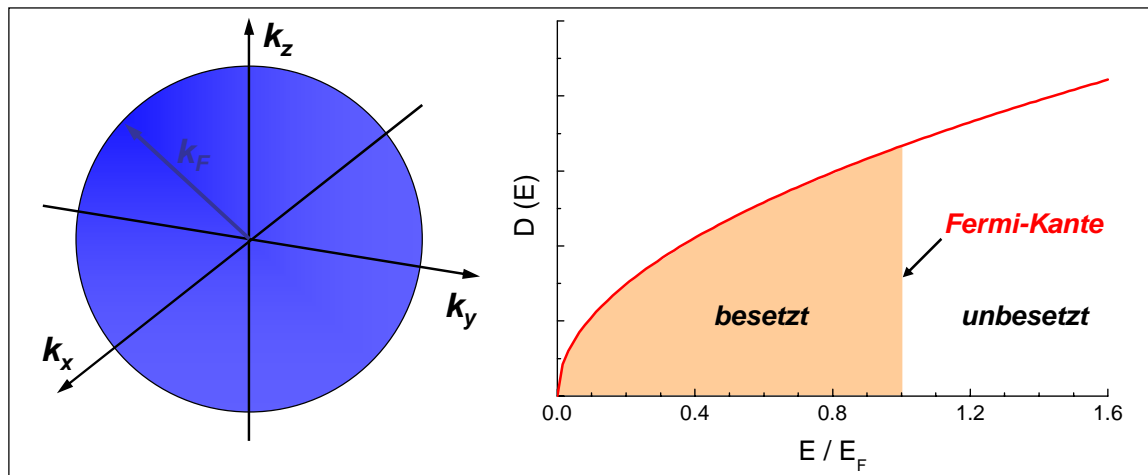 k_z
k_F
k_y
k_x
D (E)
Fermi-Kante
besetzt
unbesetzt
0.0 0.4 0.8 1.2 1.6
E / E_F